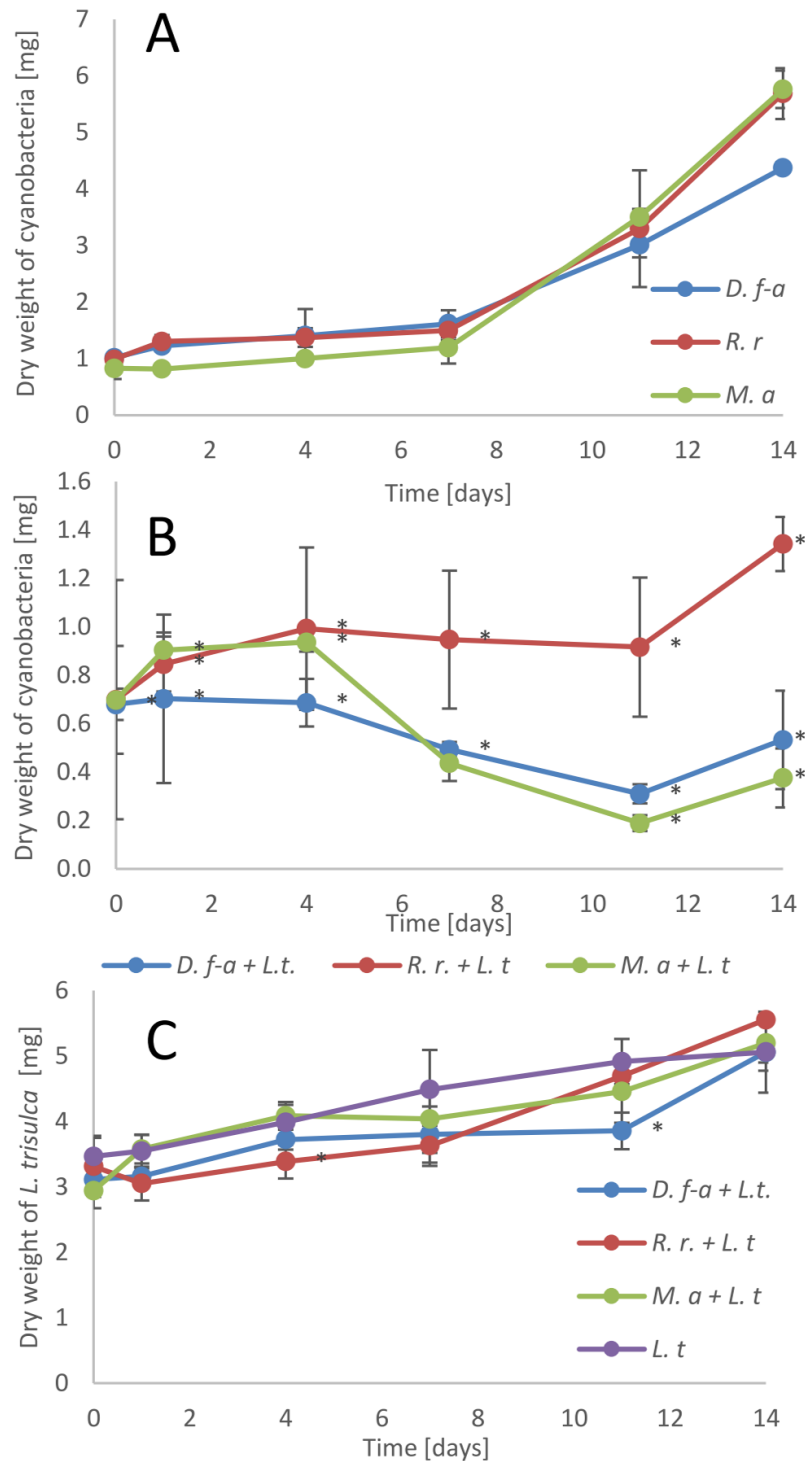 A
Dry weight of cyanobacteria [mg]
7
6
5
4
3
2
1
0
D. f-a
R. r
M. a
0 2 4 6 8 10 12 14
Time [days]
B
Dry weight of cyanobacteria [mg]
1.6
1.4
1.2
1.0
0.8
0.6
0.4
0.2
0.0
* * * * * * * * * * * * * *
0 2 4 6 8 10 12 14
Time [days]
D. f-a + L.t. R. r. + L. t M. a + L. t
C
Dry weight of L. trisulca [mg]
6
5
4
3
2
1
0
* *
D. f-a + L.t.
R. r. + L. t
M. a + L. t
L. t
0 2 4 6 8 10 12 14
Time [days]